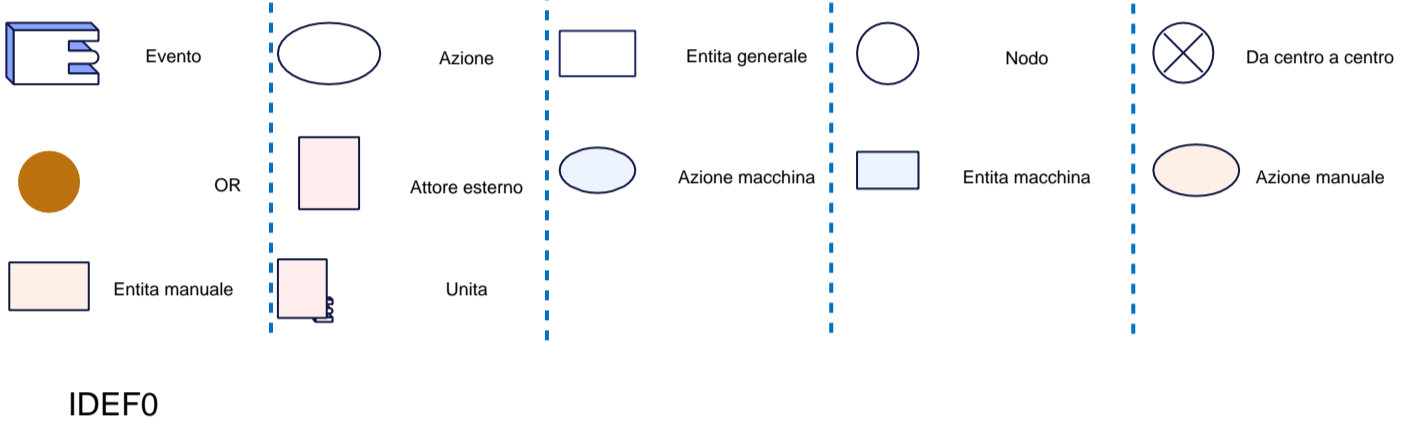 Evento
Azione
Entita generale
Nodo
Da centro a centro
OR
Attore esterno
Azione macchina
Entita macchina
Azione manuale
Entita manuale
Unita
IDEF0